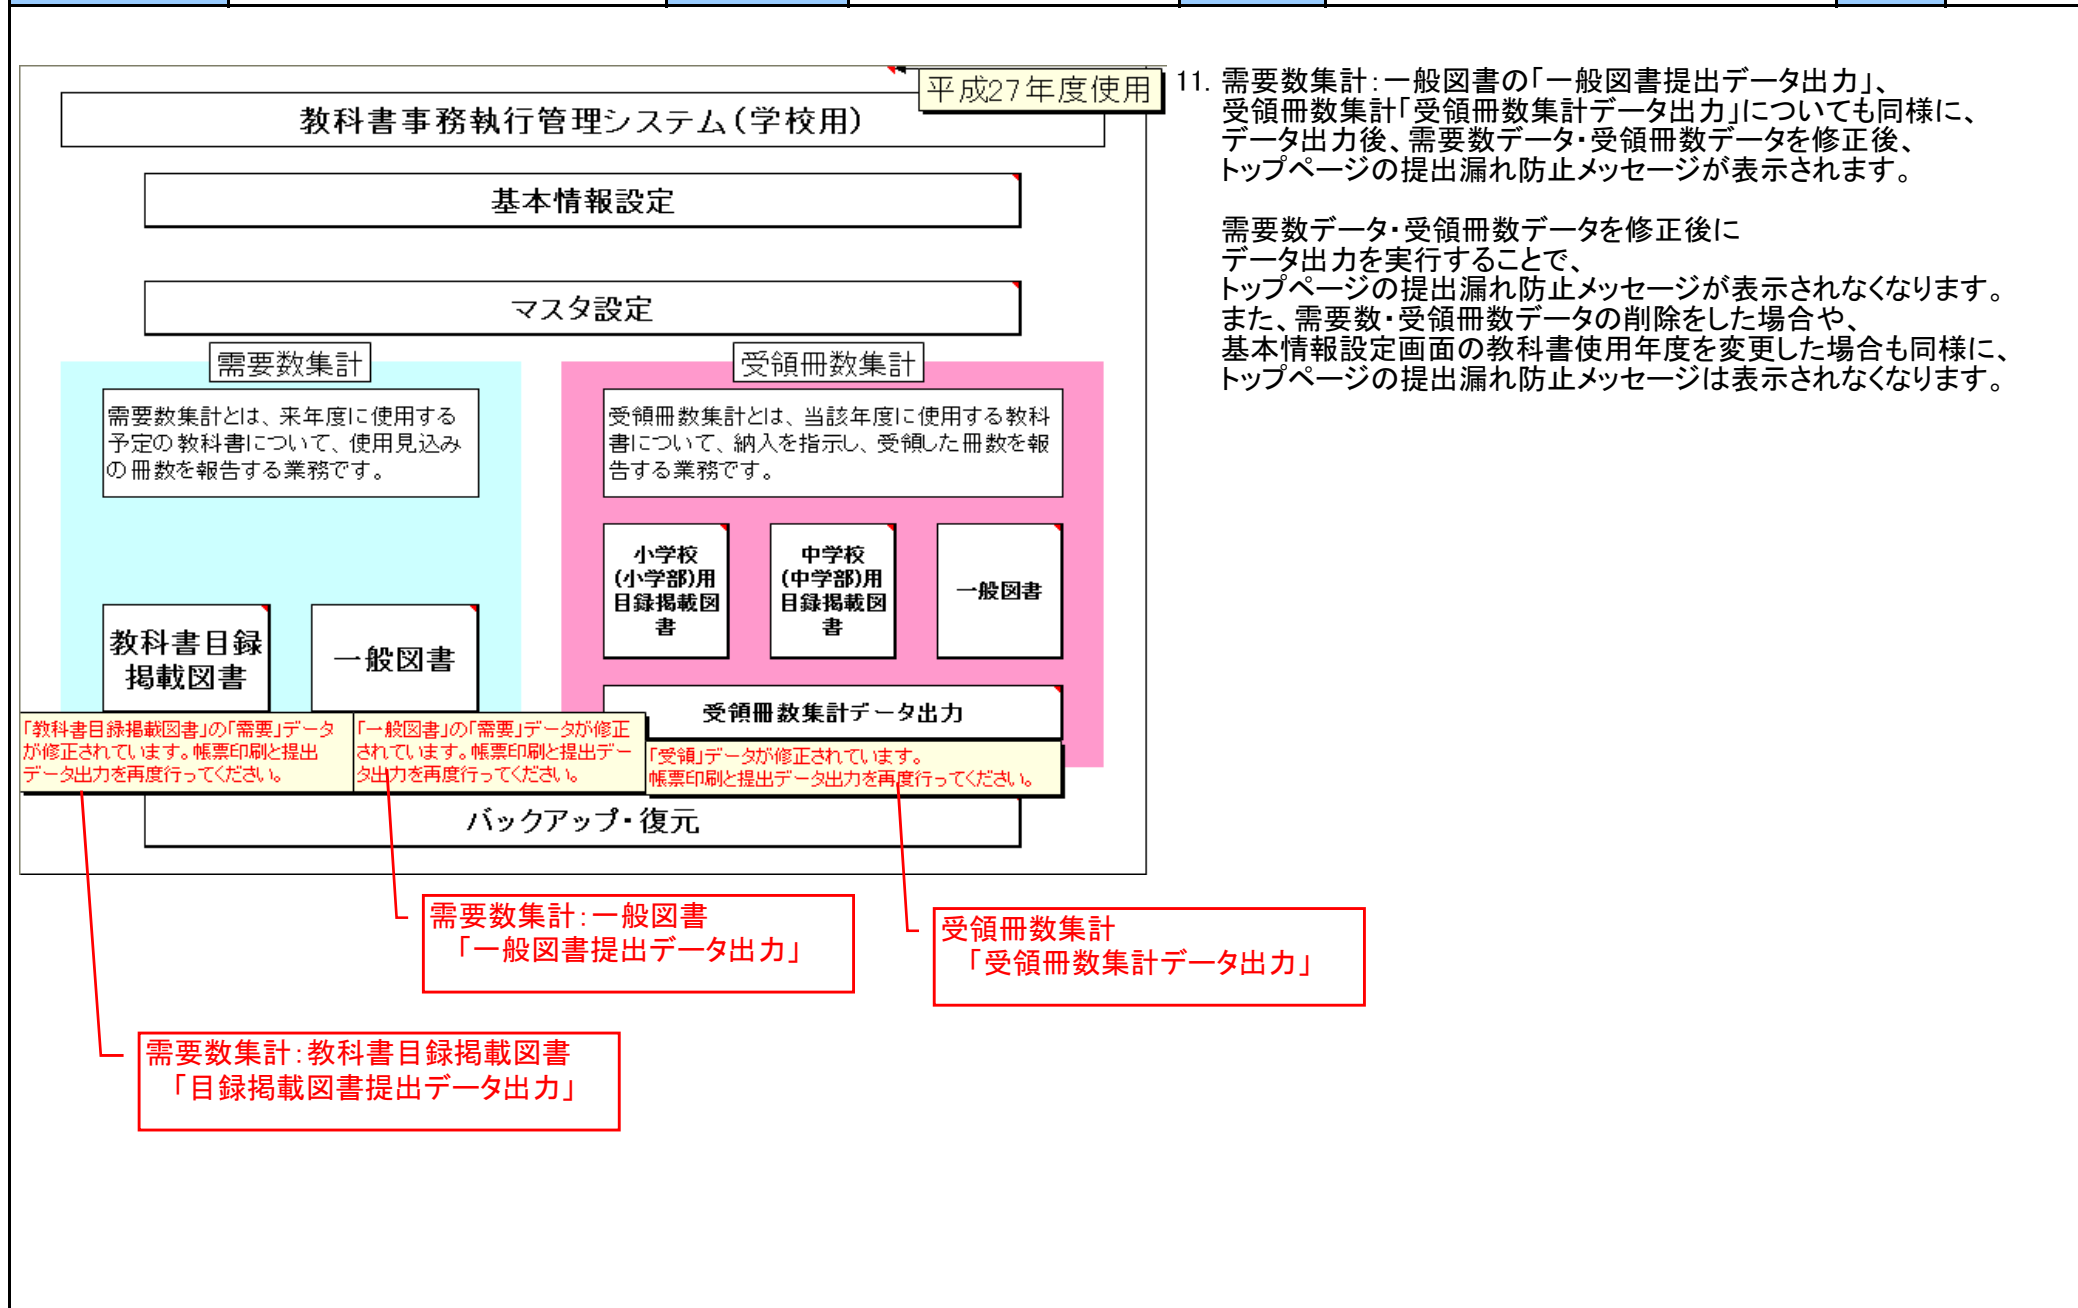 平成27年度使用
教科書事務執行管理システム(学校用)
基本情報設定
マスタ設定
需要数集計
需要数集計とは、来年度に使用する
予定の教科書について、使用見込み
の冊数を報告する業務です。
教科書目録
掲載図書
一般図書
受領冊数集計
受領冊数集計とは、当該年度に使用する教科
書について、納入を指示し、受領した冊数を報
告する業務です。
小学校
(小学部)用
目録掲載図
書
中学校
(中学部)用
目録掲載図
書
一般図書
受領冊数集計データ出力
「教科書目録掲載図書」の「需要」データ
が修正されています。帳票印刷と提出
データ出力を再度行ってください。
「一般図書」の「需要」データが修正
されています。帳票印刷と提出デー
タ出力を再度行ってください。
「受領」データが修正されています。
帳票印刷と提出データ出力を再度行ってください。
バックアップ・復元
需要数集計:一般図書
「一般図書提出データ出力」
受領冊数集計
「受領冊数集計データ出力」
需要数集計:教科書目録掲載図書
「目録掲載図書提出データ出力」
11. 需要数集計:一般図書の「一般図書提出データ出力」、
受領冊数集計「受領冊数集計データ出力」についても同様に、
データ出力後、需要数データ・受領冊数データを修正後、
トップページの提出漏れ防止メッセージが表示されます。
需要数データ・受領冊数データを修正後に
データ出力を実行することで、
トップページの提出漏れ防止メッセージが表示されなくなります。
また、需要数・受領冊数データの削除をした場合や、
基本情報設定画面の教科書使用年度を変更した場合も同様に、
トップページの提出漏れ防止メッセージは表示されなくなります。